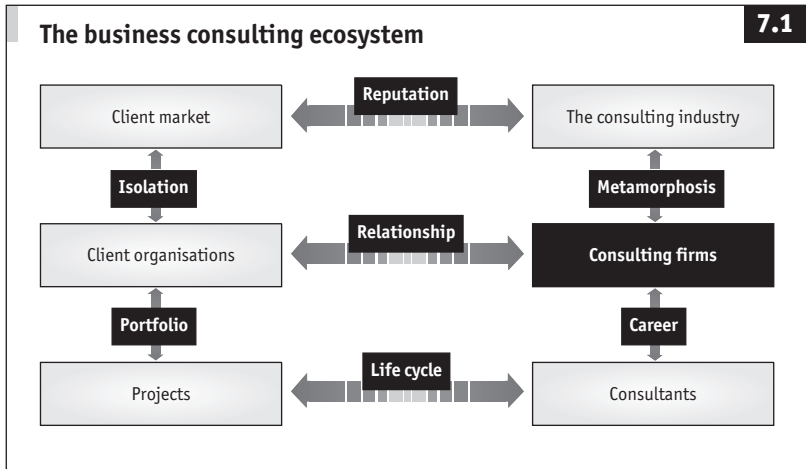 The business consulting ecosystem
7.1
Reputation
Client market
The consulting industry
Isolation
Metamorphosis
Relationship
Client organisations
Consulting firms
Portfolio
Career
Life cycle
Projects
Consultants